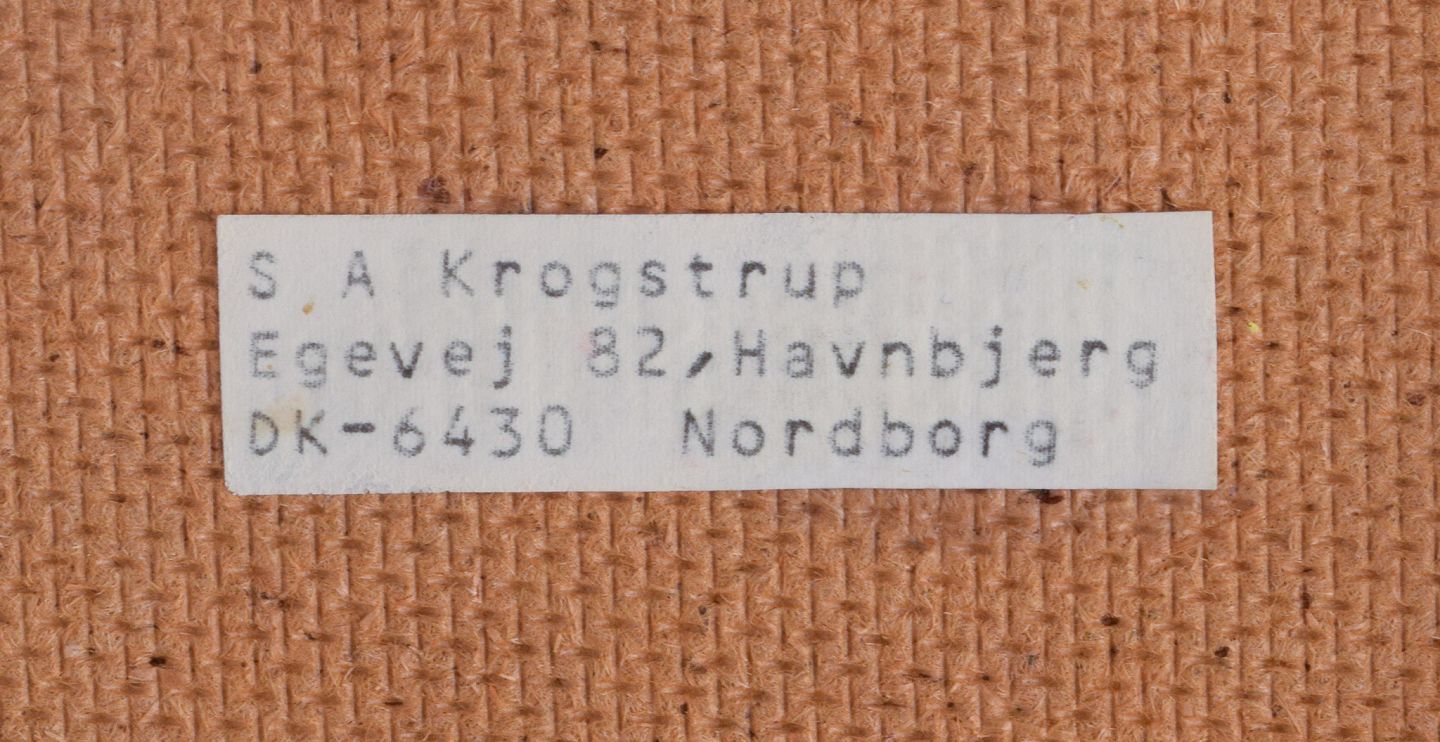 S A Krogstrup
Egevej 82,Havnbjerg
DK-6430  Nordborg